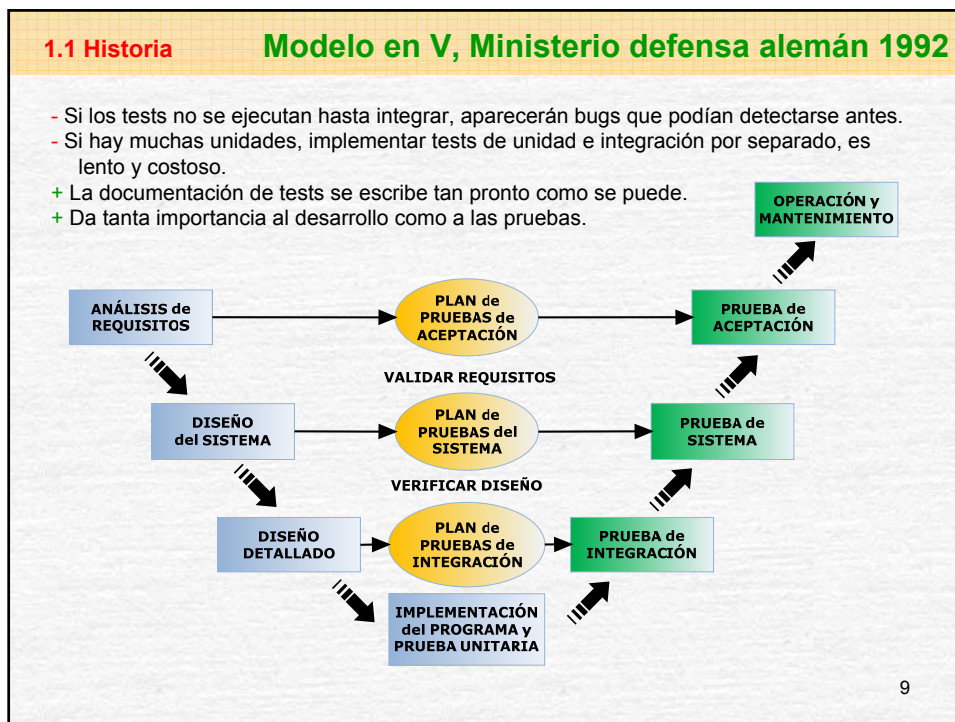 1.1 Historia Modelo en V, Ministerio defensa alemán 1992
- Si los tests no se ejecutan hasta integrar, aparecerán bugs que podían detectarse antes.
- Si hay muchas unidades, implementar tests de unidad e integración por separado, es
lento y costoso.
+ La documentación de tests se escribe tan pronto como se puede.
+ Da tanta importancia al desarrollo como a las pruebas.
OPERACIÓN y
MANTENIMIENTO
ANÁLISIS de
REQUISITOS
PLAN de
PRUEBAS de
ACEPTACIÓN
PRUEBA de
ACEPTACIÓN
VALIDAR REQUISITOS
DISEÑO
del SISTEMA
PLAN de
PRUEBAS del
SISTEMA
PRUEBA de
SISTEMA
VERIFICAR DISEÑO
DISEÑO
DETALLADO
PLAN de
PRUEBAS de
INTEGRACIÓN
PRUEBA de
INTEGRACIÓN
IMPLEMENTACIÓN
del PROGRAMA y
PRUEBA UNITARIA
9